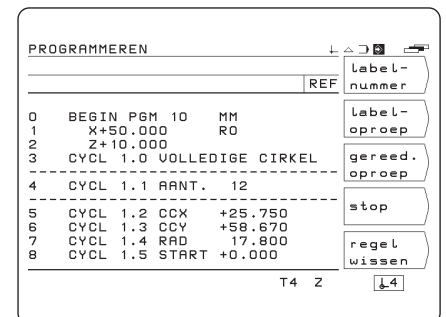 PROGRAMMEREN
REF
label-
nummer
label-
oproep
gereed.
oproep
stop
regel
wissen
0 BEGIN PGM 10 MM
1 X+50.000 R0
2 Z+10.000
3 CYCL 1.0 VOLLEDIGE CIRKEL
4 CYCL 1.1 AANT. 12
5 CYCL 1.2 CCX +25.750
6 CYCL 1.3 CCY +58.670
7 CYCL 1.4 RAD 17.800
8 CYCL 1.5 START +0.000
T4 Z
4